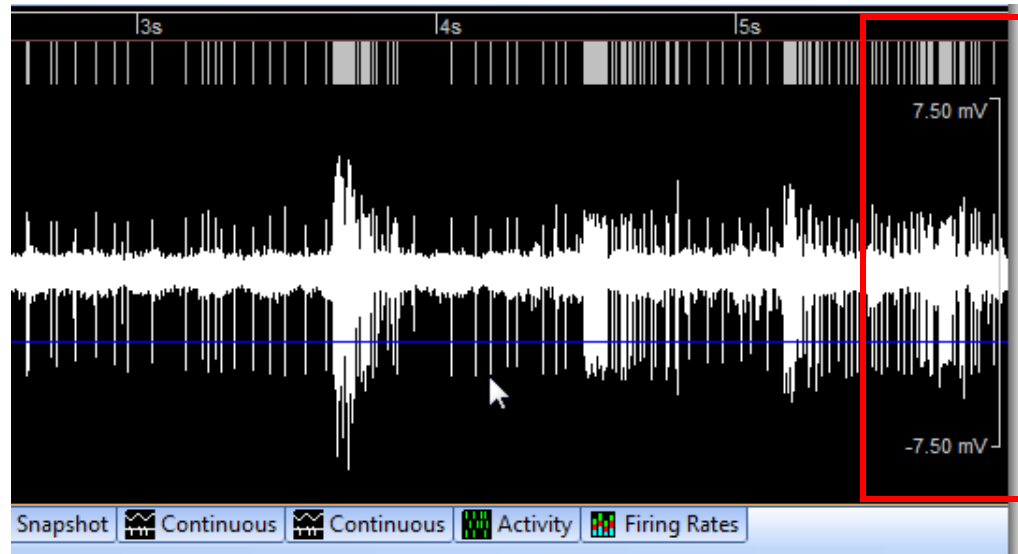 3s 4s 5s
7.50 mV
-7.50 mV
Snapshot Continuous Continuous Activity Firing Rates